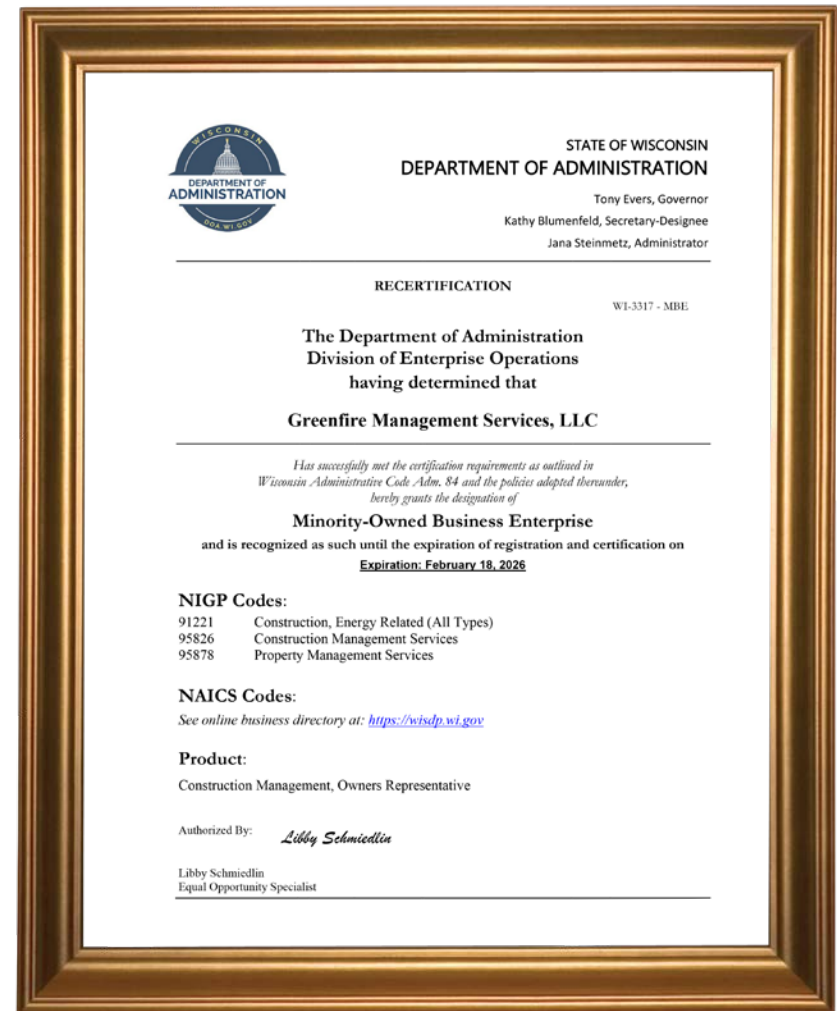 WISCONSIN
DEPARTMENT OF
ADMINISTRATION
DOA.WI.GOV
STATE OF WISCONSIN
DEPARTMENT OF ADMINISTRATION
Tony Evers, Governor
Kathy Blumenfeld, Secretary-Designee
Jana Steinmetz, Administrator
RECERTIFICATION
WI-3317 - MBE
The Department of Administration
Division of Enterprise Operations
having determined that
Greenfire Management Services, LLC
Has successfully met the certification requirements as outlined in
Wisconsin Administrative Code Adm. 84 and the policies adopted thereunder,
hereby grants the designation of
Minority-Owned Business Enterprise
and is recognized as such until the expiration of registration and certification on
Expiration: February 18, 2026
NIGP Codes:
91221 Construction, Energy Related (All Types)
95826 Construction Management Services
95878 Property Management Services
NAICS Codes:
See online business directory at: https://wisdp.wi.gov
Product:
Construction Management, Owners Representative
Authorized By: Libby Schmiedlin
Libby Schmiedlin
Equal Opportunity Specialist